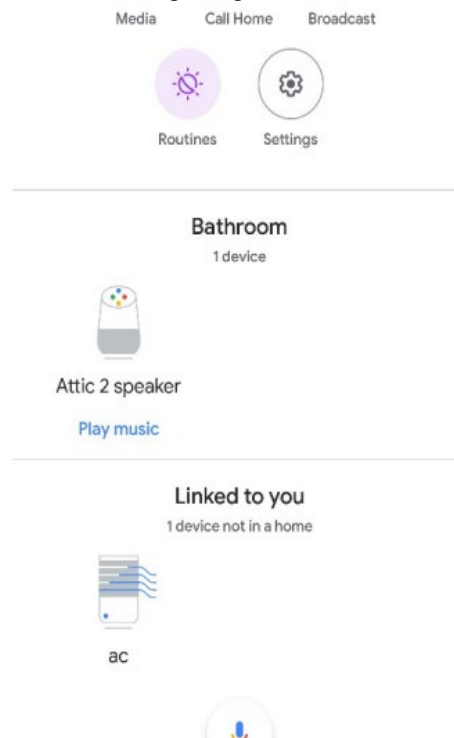 Media Call Home Broadcast
Routines Settings
Bathroom
1 device
Attic 2 speaker
Play music
Linked to you
1 device not in a home
ac